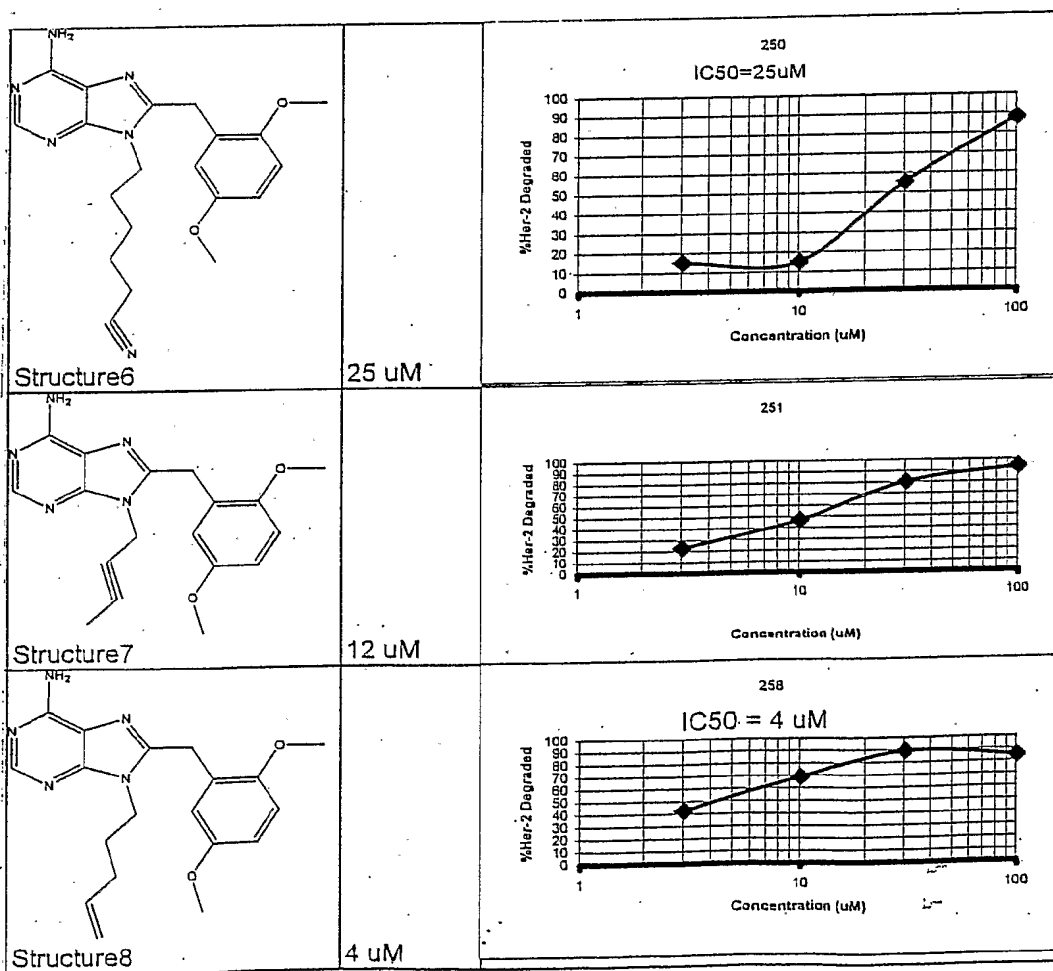 NH2
N
N
N
N
O
O
N
Structure6
25 uM
250
IC50=25uM
100
90
80
70
60
50
40
30
20
10
0
1
10
100
%Her-2 Degraded
Concentration (uM)
NH2
N
N
N
N
O
O
Structure7
12 uM
251
100
90
80
70
60
50
40
30
20
10
0
1
10
100
%Her-2 Degraded
Concentration (uM)
NH2
N
N
N
N
O
O
Structure8
4 uM
258
IC50 = 4 uM
100
90
80
70
60
50
40
30
20
10
0
1
10
100
%Her-2 Degraded
Concentration (uM)